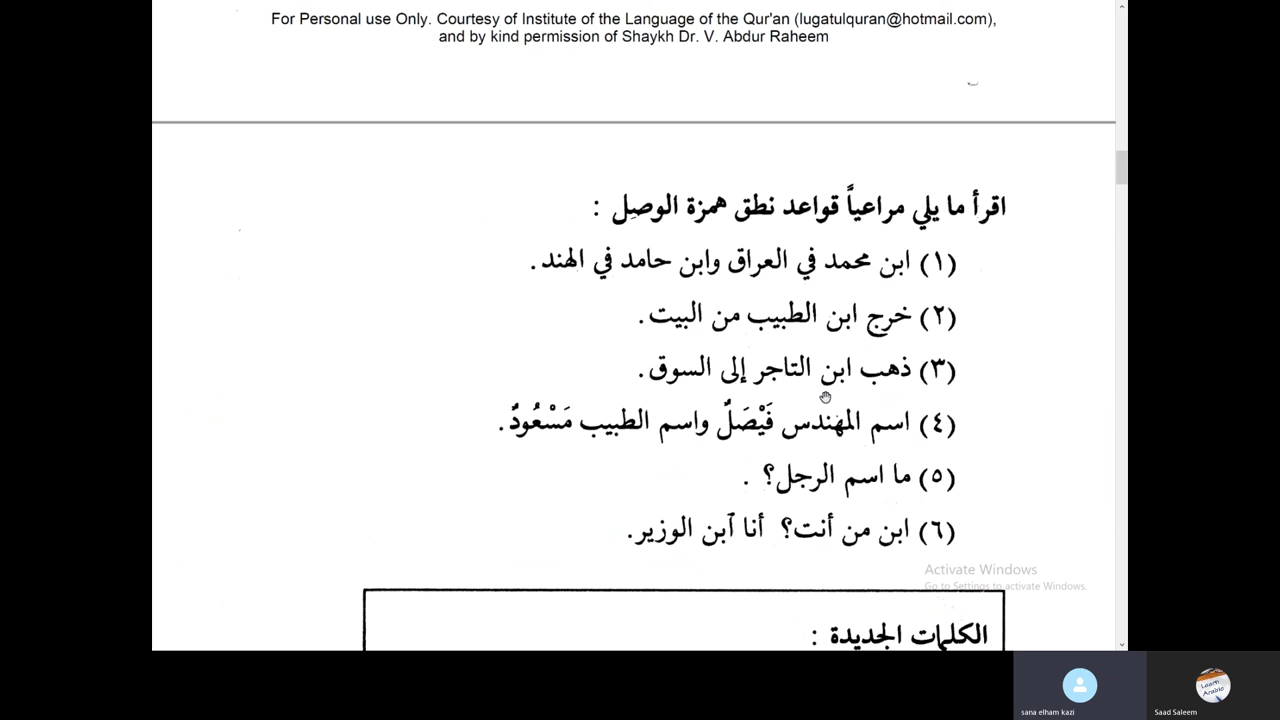 For Personal use Only. Courtesy of Institute of the Language of the Qur'an (lugatulquran@hotmail.com),
and by kind permission of Shaykh Dr. V. Abdur Raheem
اقرأ ما يلي مراعياً قواعد نطق همزة الوصِل :
(١) ابن محمد في العراق وابن حامد في الهند .
(٢) خرج ابن الطبيب من البيت .
(٣) ذهب ابن التاجر إلى السوق .
(٤) اسم المهندس فَيْصَلٌ واسم الطبيب مَسْعُودٌ .
(٥) ما اسم الرجل؟ .
(٦) ابن من أنت؟ أنا ٱبن الوزير.
Activate Windows
Go to Settings to activate Windows.
الكلمات الجديدة :
sana elham kazi
Learn Arabic
Saad Saleem